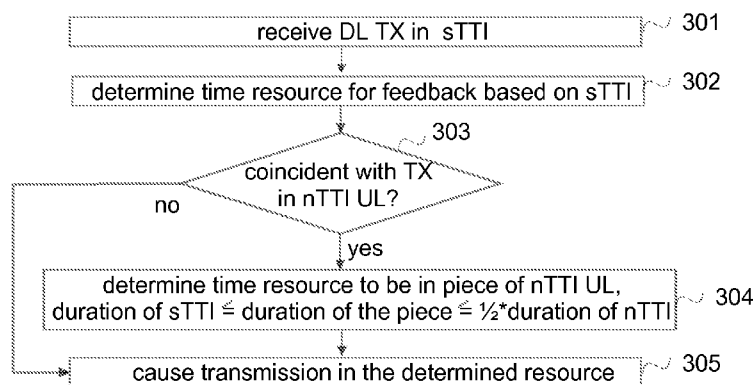 receive DL TX in sTTI
301
determine time resource for feedback based on sTTI
302
303
coincident with TX
in nTTI UL?
no
yes
determine time resource to be in piece of nTTI UL,
duration of sTTI ≦ duration of the piece ≦ ½*duration of nTTI
304
cause transmission in the determined resource
305